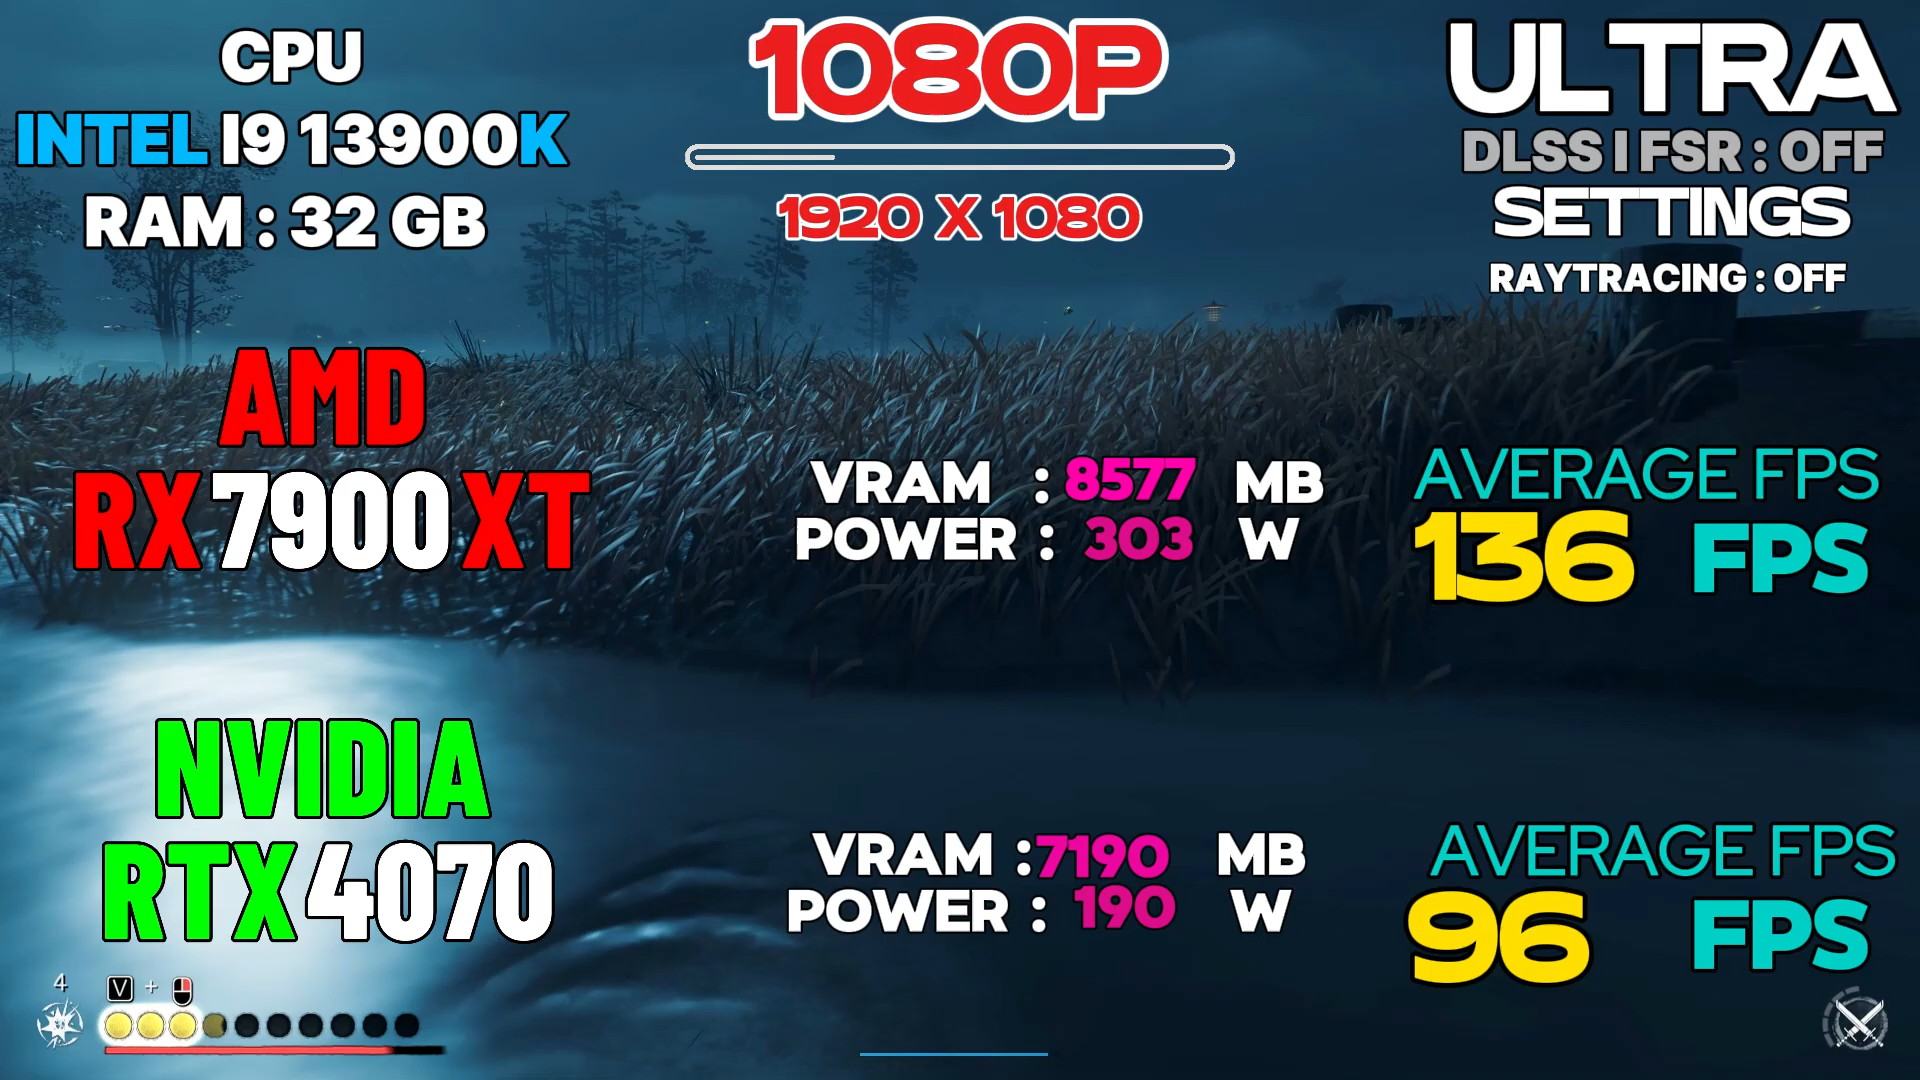 CPU
INTEL I9 13900K
RAM : 32 GB
1080P
1920 X 1080
ULTRA
DLSS | FSR : OFF
SETTINGS
RAYTRACING : OFF
AMD
RX 7900 XT
VRAM : 8577 MB
POWER : 303 W
AVERAGE FPS
136 FPS
NVIDIA
RTX 4070
VRAM : 7190 MB
POWER : 190 W
AVERAGE FPS
96 FPS
4
V +